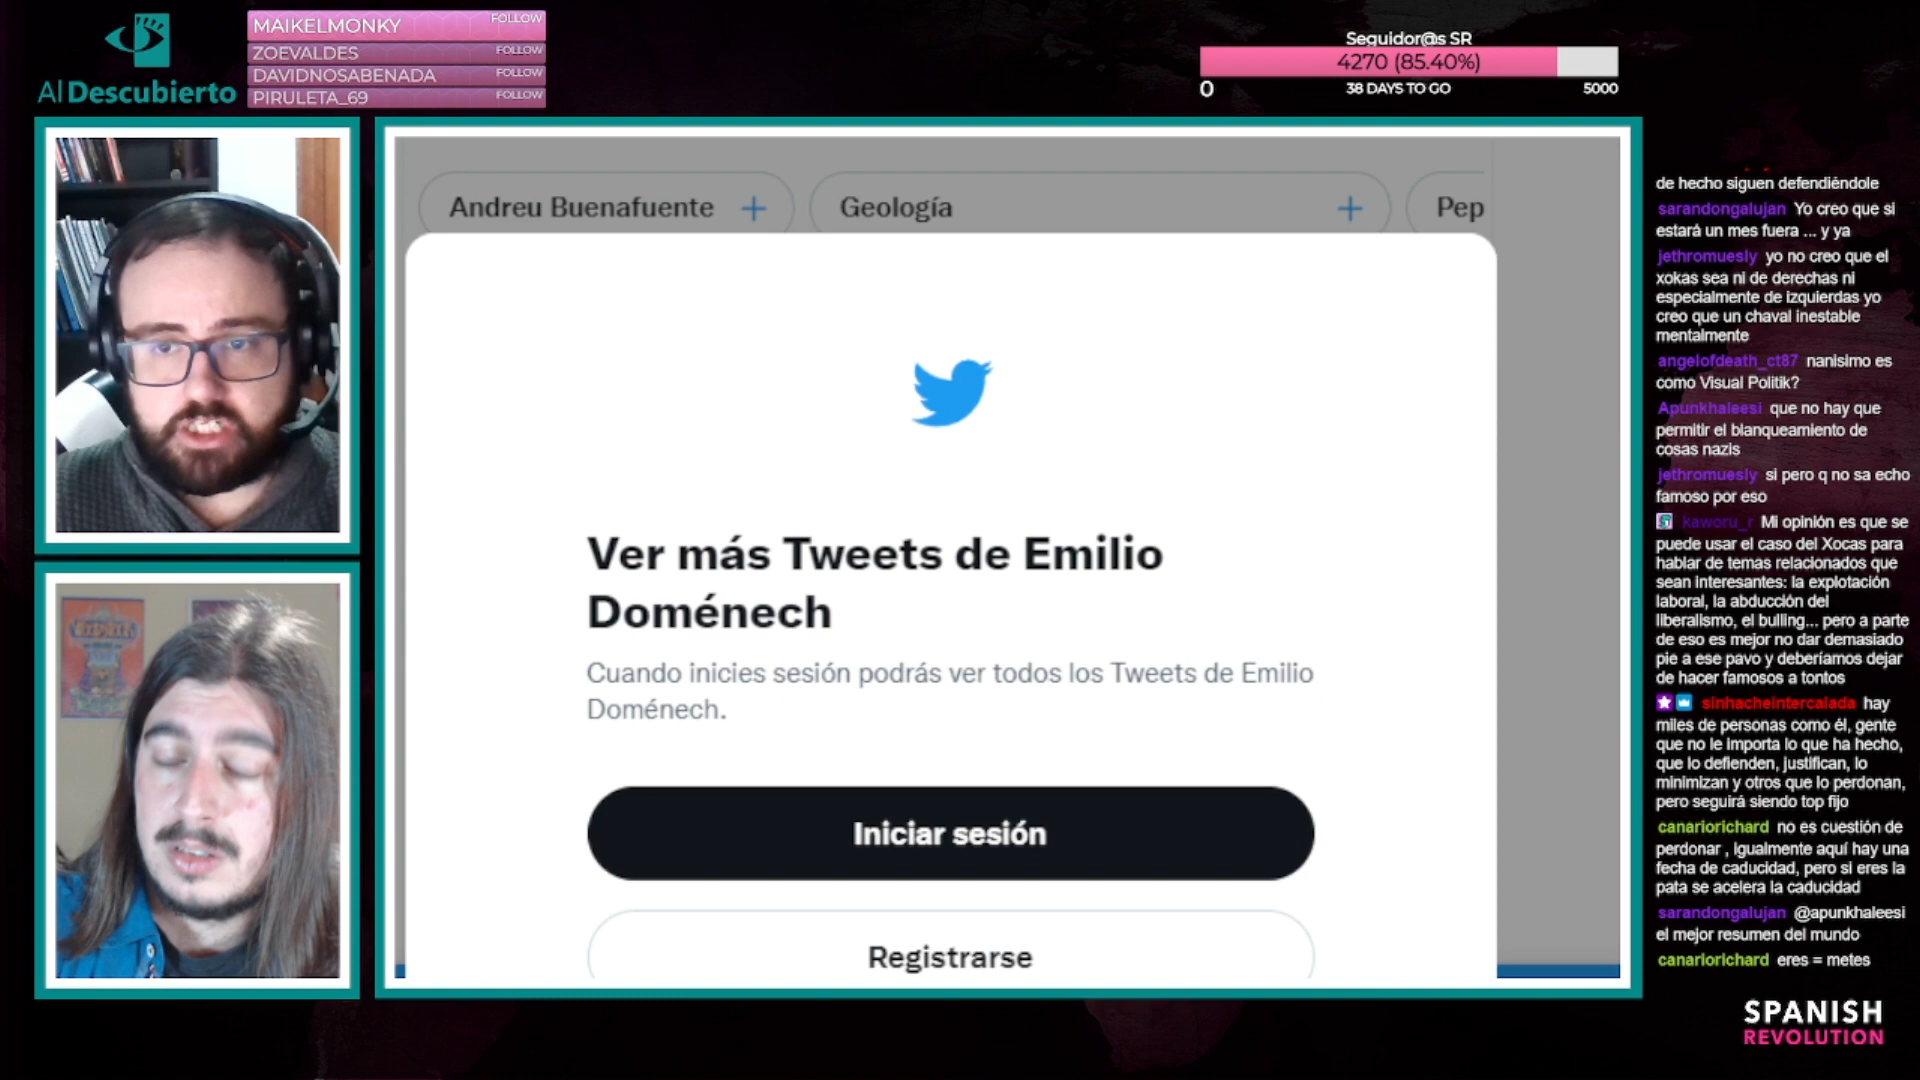 Al Descubierto
MAIKELMONKY FOLLOW
ZOEVALDES FOLLOW
DAVIDNOSABENADA FOLLOW
PIRULETA_69 FOLLOW
Seguidor@s SR
4270 (85.40%)
0 38 DAYS TO GO 5000
Andreu Buenafuente + Geología + Pep
Ver más Tweets de Emilio
Doménech
Cuando inicies sesión podrás ver todos los Tweets de Emilio
Doménech.
Iniciar sesión
Registrarse
de hecho siguen defendiéndole
sarandongalujan Yo creo que si
estará un mes fuera ... y ya
jethromuesly yo no creo que el
xokas sea ni de derechas ni
especialmente de izquierdas yo
creo que un chaval inestable
mentalmente
angelofdeath_ct87 nanisimo es
como Visual Politik?
Apunkhaleesi que no hay que
permitir el blanqueamiento de
cosas nazis
jethromuesly si pero q no sa echo
famoso por eso
kaworu_r Mi opinión es que se
puede usar el caso del Xocas para
hablar de temas relacionados que
sean interesantes: la explotación
laboral, la abducción del
liberalismo, el bulling... pero a parte
de eso es mejor no dar demasiado
pie a ese pavo y deberíamos dejar
de hacer famosos a tontos
sinhacheintercalada hay
miles de personas como él, gente
que no le importa lo que ha hecho,
que lo defienden, justifican, lo
minimizan y otros que lo perdonan,
pero seguirá siendo top fijo
canariorichard no es cuestión de
perdonar , igualmente aquí hay una
fecha de caducidad, pero si eres la
pata se acelera la caducidad
sarandongalujan @apunkhaleesi
el mejor resumen del mundo
canariorichard eres = metes
SPANISH
REVOLUTION